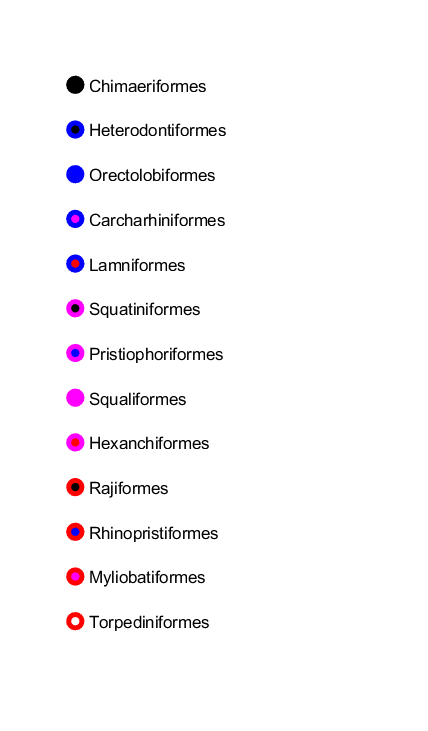 Chimaeriformes
Heterodontiformes
Orectolobiformes
Carcharhiniformes
Lamniformes
Squatiniformes
Pristiophoriformes
Squaliformes
Hexanchiformes
Rajiformes
Rhinopristiformes
Myliobatiformes
Torpediniformes